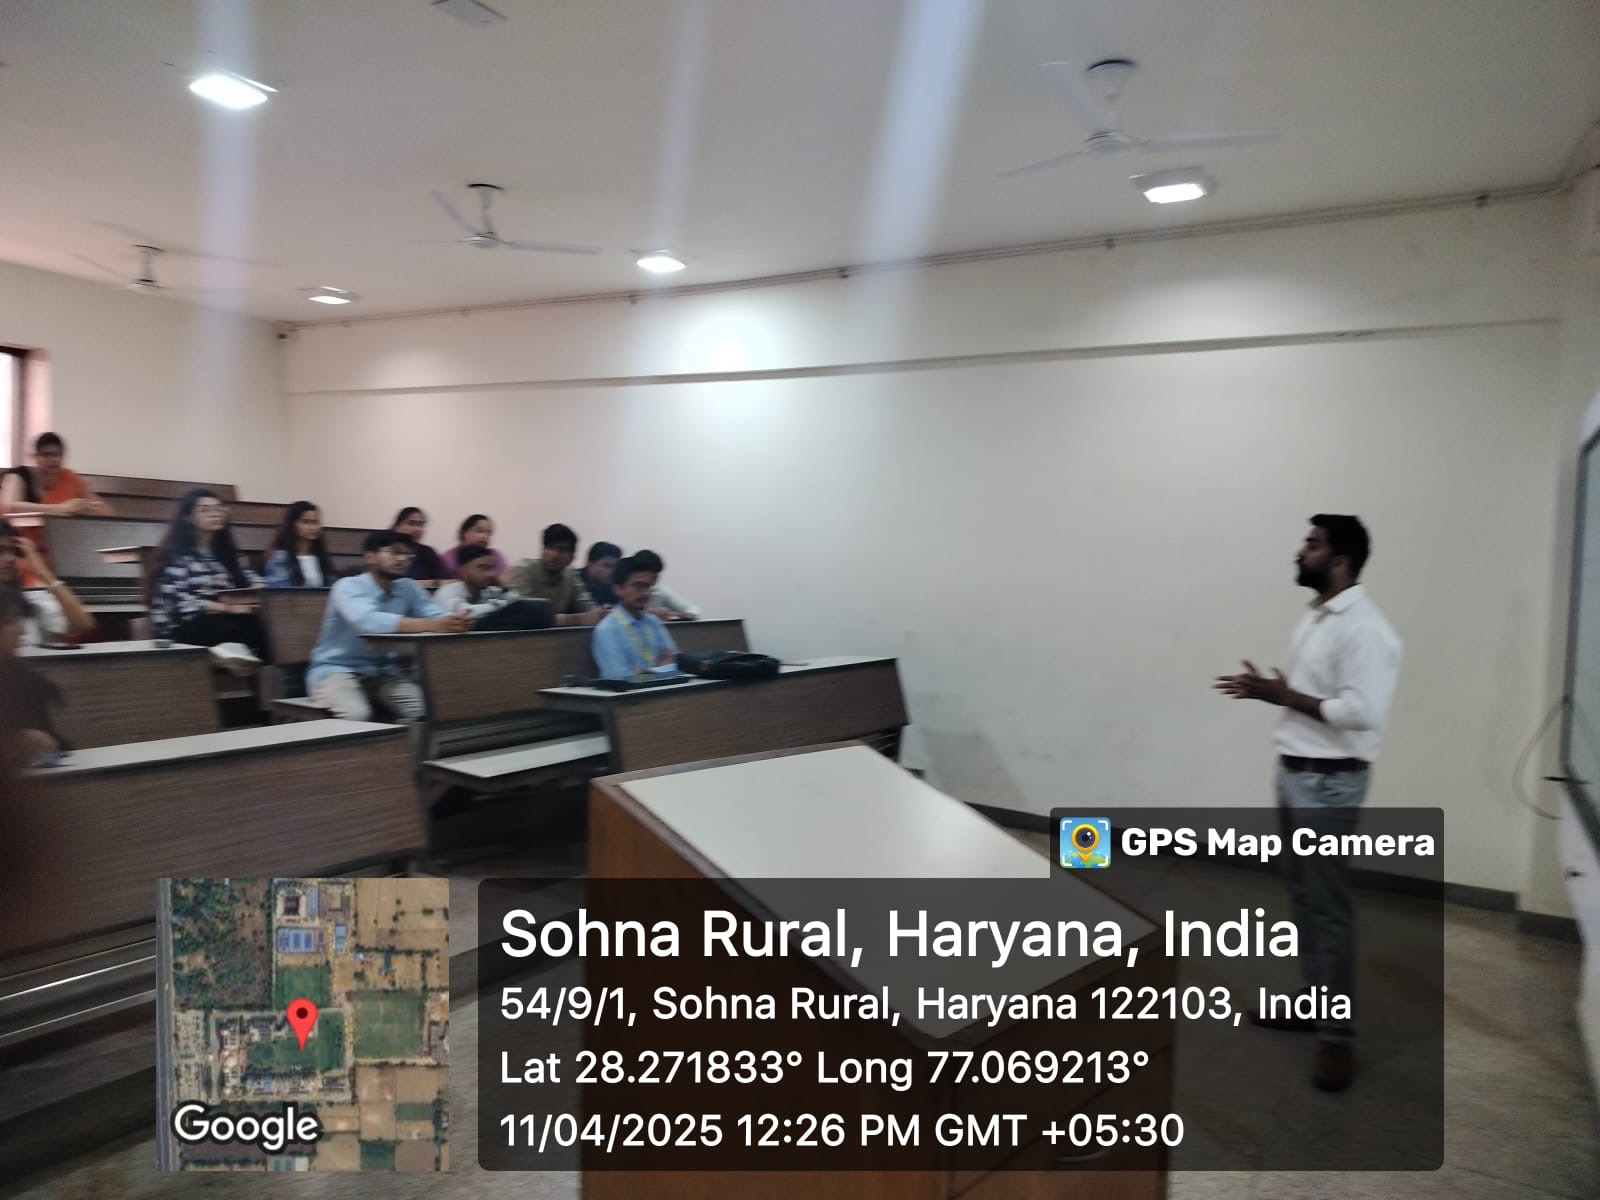 GPS Map Camera
Sohna Rural, Haryana, India
54/9/1, Sohna Rural, Haryana 122103, India
Lat 28.271833° Long 77.069213°
11/04/2025 12:26 PM GMT +05:30
Google